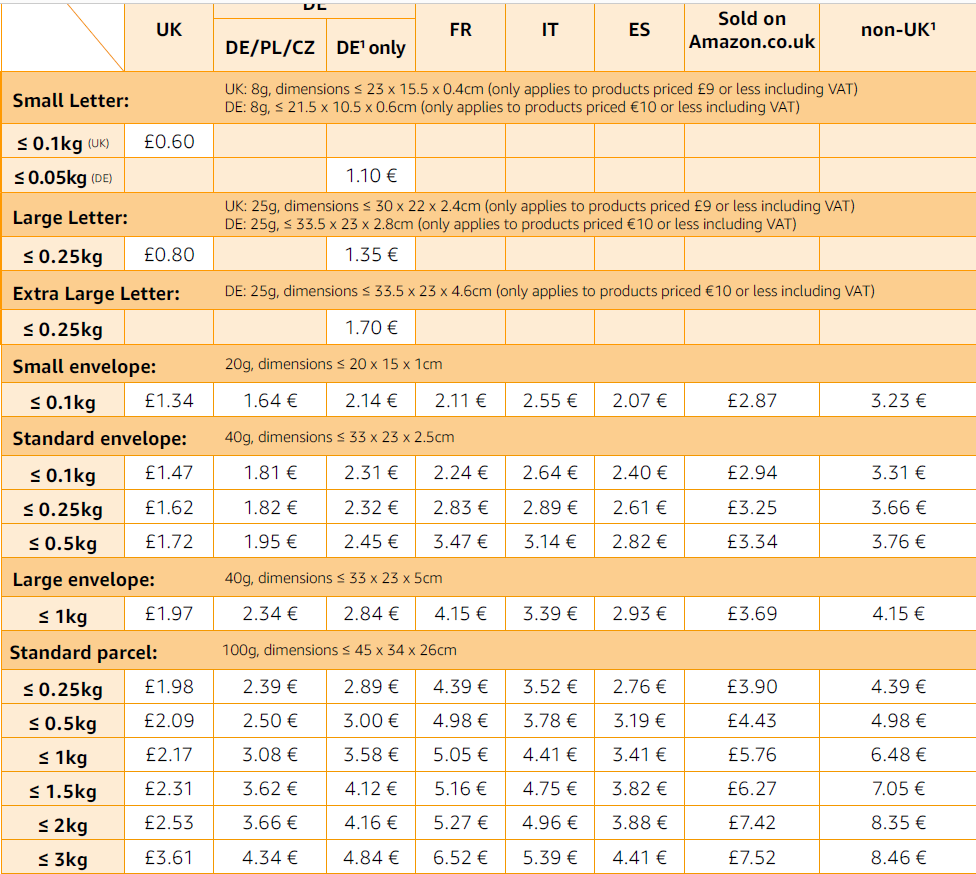 DE
UK
DE/PL/CZ
DE¹ only
FR
IT
ES
Sold on
Amazon.co.uk
non-UK¹
Small Letter:
UK: 8g, dimensions ≤ 23 x 15.5 x 0.4cm (only applies to products priced £9 or less including VAT)
DE: 8g, ≤ 21.5 x 10.5 x 0.6cm (only applies to products priced €10 or less including VAT)
≤ 0.1kg (UK) £0.60
≤ 0.05kg (DE) 1.10 €
Large Letter:
UK: 25g, dimensions ≤ 30 x 22 x 2.4cm (only applies to products priced £9 or less including VAT)
DE: 25g, ≤ 33.5 x 23 x 2.8cm (only applies to products priced €10 or less including VAT)
≤ 0.25kg £0.80 1.35 €
Extra Large Letter: DE: 25g, dimensions ≤ 33.5 x 23 x 4.6cm (only applies to products priced €10 or less including VAT)
≤ 0.25kg 1.70 €
Small envelope: 20g, dimensions ≤ 20 x 15 x 1cm
≤ 0.1kg £1.34 1.64 € 2.14 € 2.11 € 2.55 € 2.07 € £2.87 3.23 €
Standard envelope: 40g, dimensions ≤ 33 x 23 x 2.5cm
≤ 0.1kg £1.47 1.81 € 2.31 € 2.24 € 2.64 € 2.40 € £2.94 3.31 €
≤ 0.25kg £1.62 1.82 € 2.32 € 2.83 € 2.89 € 2.61 € £3.25 3.66 €
≤ 0.5kg £1.72 1.95 € 2.45 € 3.47 € 3.14 € 2.82 € £3.34 3.76 €
Large envelope: 40g, dimensions ≤ 33 x 23 x 5cm
≤ 1kg £1.97 2.34 € 2.84 € 4.15 € 3.39 € 2.93 € £3.69 4.15 €
Standard parcel: 100g, dimensions ≤ 45 x 34 x 26cm
≤ 0.25kg £1.98 2.39 € 2.89 € 4.39 € 3.52 € 2.76 € £3.90 4.39 €
≤ 0.5kg £2.09 2.50 € 3.00 € 4.98 € 3.78 € 3.19 € £4.43 4.98 €
≤ 1kg £2.17 3.08 € 3.58 € 5.05 € 4.41 € 3.41 € £5.76 6.48 €
≤ 1.5kg £2.31 3.62 € 4.12 € 5.16 € 4.75 € 3.82 € £6.27 7.05 €
≤ 2kg £2.53 3.66 € 4.16 € 5.27 € 4.96 € 3.88 € £7.42 8.35 €
≤ 3kg £3.61 4.34 € 4.84 € 6.52 € 5.39 € 4.41 € £7.52 8.46 €